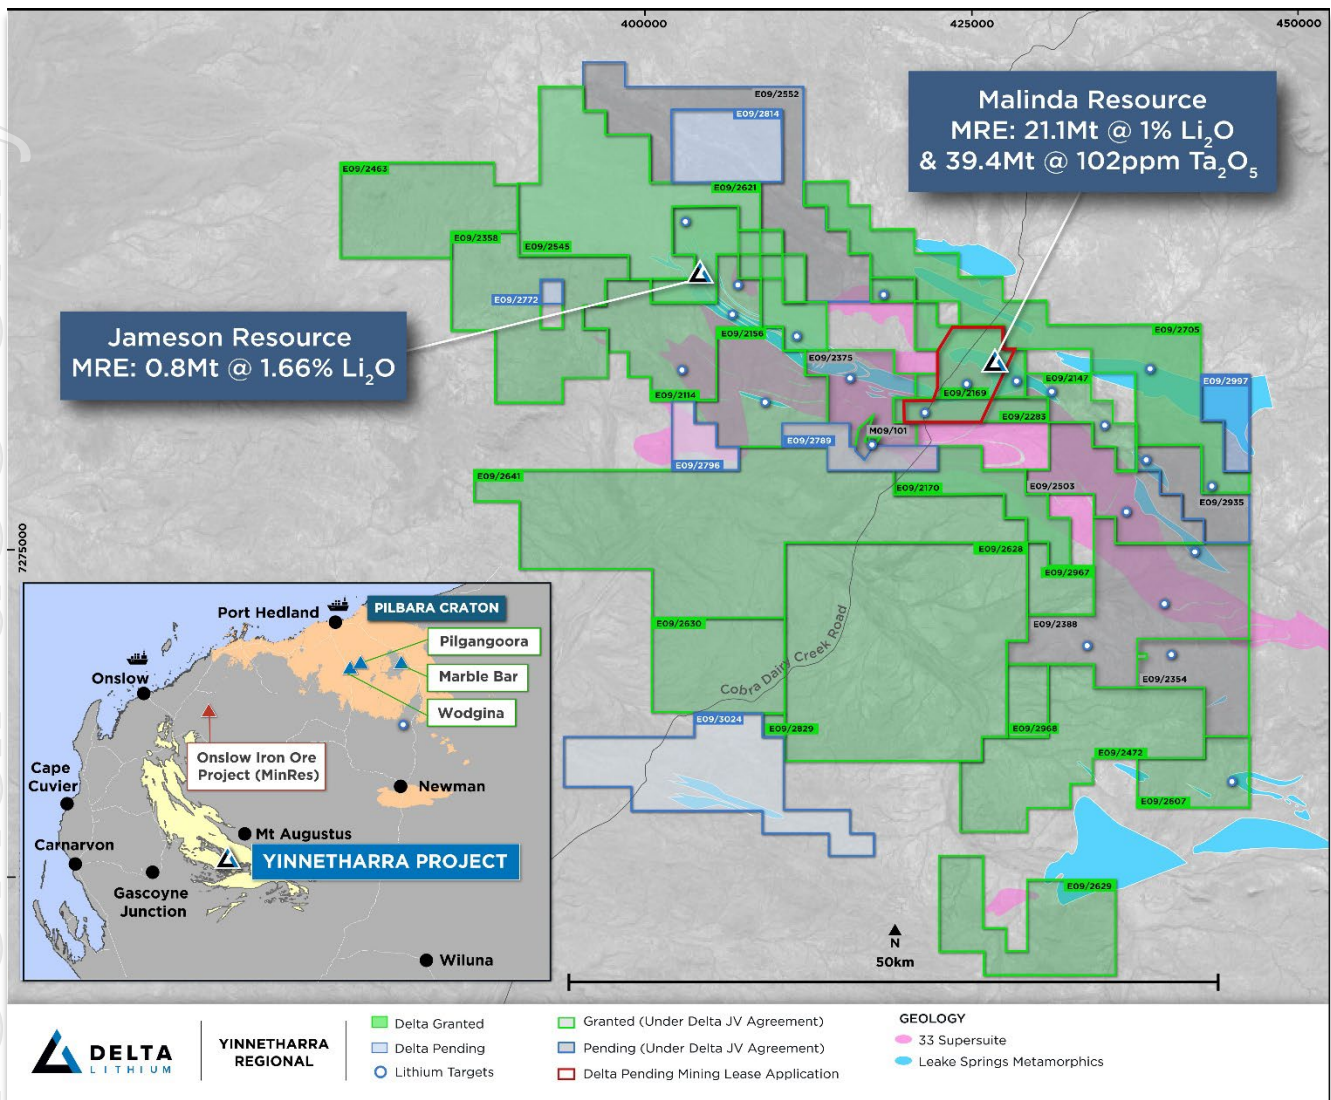 400000
425000
450000
7275000
Malinda Resource
MRE: 21.1Mt @ 1% Li₂O
& 39.4Mt @ 102ppm Ta₂O₅
Jameson Resource
MRE: 0.8Mt @ 1.66% Li₂O
E09/2552
E09/2814
E09/2463
E09/2621
E09/2358
E09/2545
E09/2772
E09/2156
E09/2705
E09/2375
E09/2997
E09/2147
E09/2114
E09/2169
E09/2283
M09/101
E09/2789
E09/2796
E09/2641
E09/2170
E09/2503
E09/2935
E09/2628
E09/2967
E09/2630
E09/2388
E09/2354
E09/3024
E09/2829
E09/2968
E09/2472
E09/2607
E09/2629
Cobra Dairy Creek Road
N
50km
Port Hedland
PILBARA CRATON
Pilgangoora
Marble Bar
Wodgina
Onslow
Onslow Iron Ore
Project (MinRes)
Newman
Cape
Cuvier
Mt Augustus
Carnarvon
YINNETHARRA PROJECT
Gascoyne
Junction
Wiluna
DELTA
LITHIUM
YINNETHARRA
REGIONAL
Delta Granted
Delta Pending
Lithium Targets
Granted (Under Delta JV Agreement)
Pending (Under Delta JV Agreement)
Delta Pending Mining Lease Application
GEOLOGY
33 Supersuite
Leake Springs Metamorphics